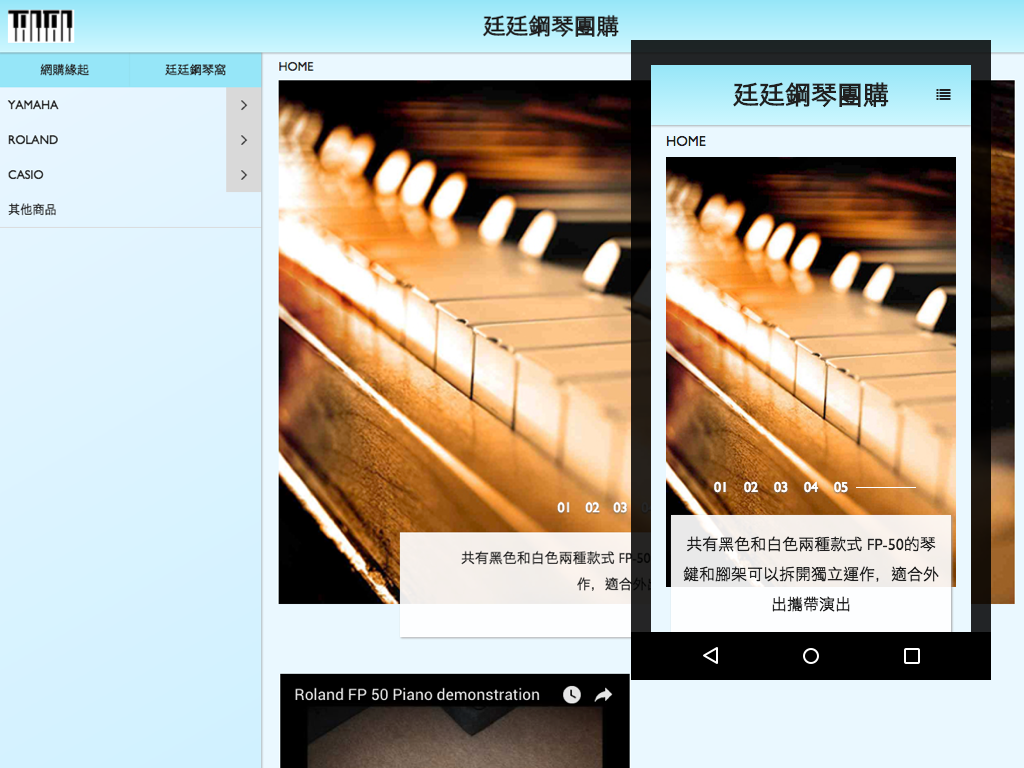 廷廷鋼琴團購
網購緣起
廷廷鋼琴窩
YAMAHA
ROLAND
CASIO
其他商品
HOME
01 02 03
共有黑色和白色兩種款式 FP-50
作，適合外
Roland FP 50 Piano demonstration
廷廷鋼琴團購
HOME
01 02 03 04 05
共有黑色和白色兩種款式 FP-50的琴
鍵和腳架可以拆開獨立運作，適合外
出攜帶演出